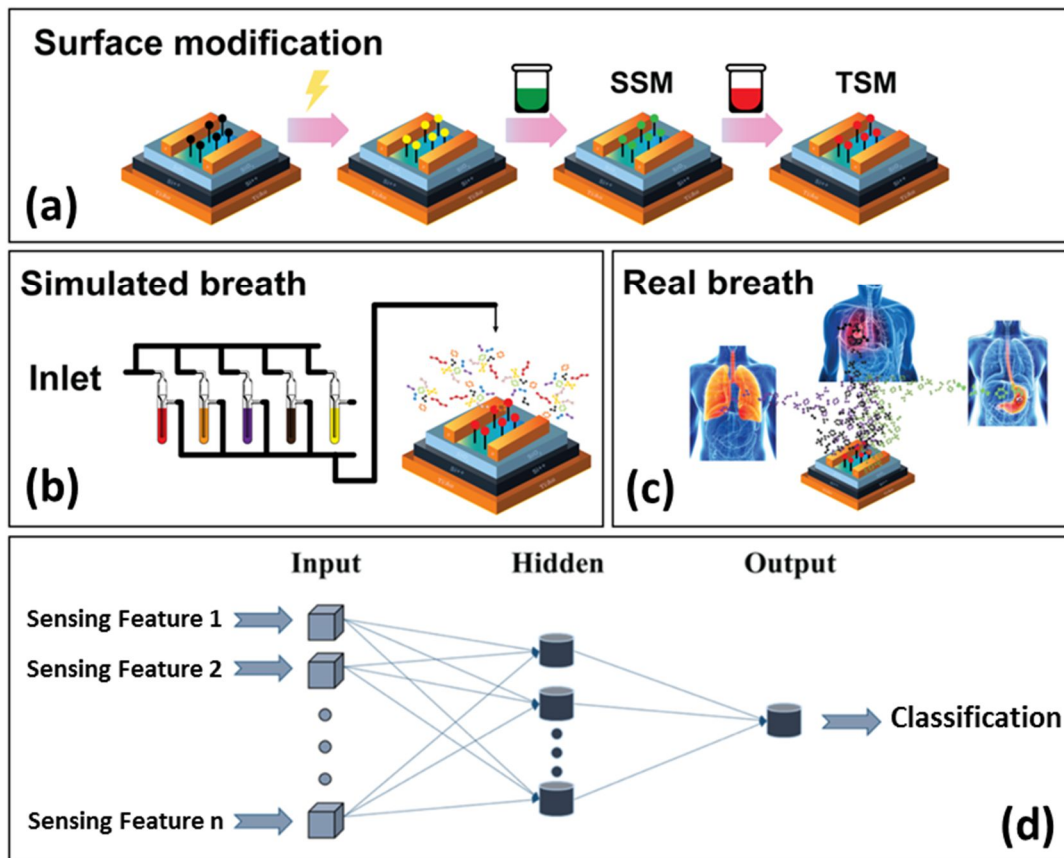 Surface modification
SSM
TSM
(a)
Simulated breath
Inlet
(b)
Real breath
(c)
Input
Hidden
Output
Sensing Feature 1
Sensing Feature 2
Sensing Feature n
Classification
(d)